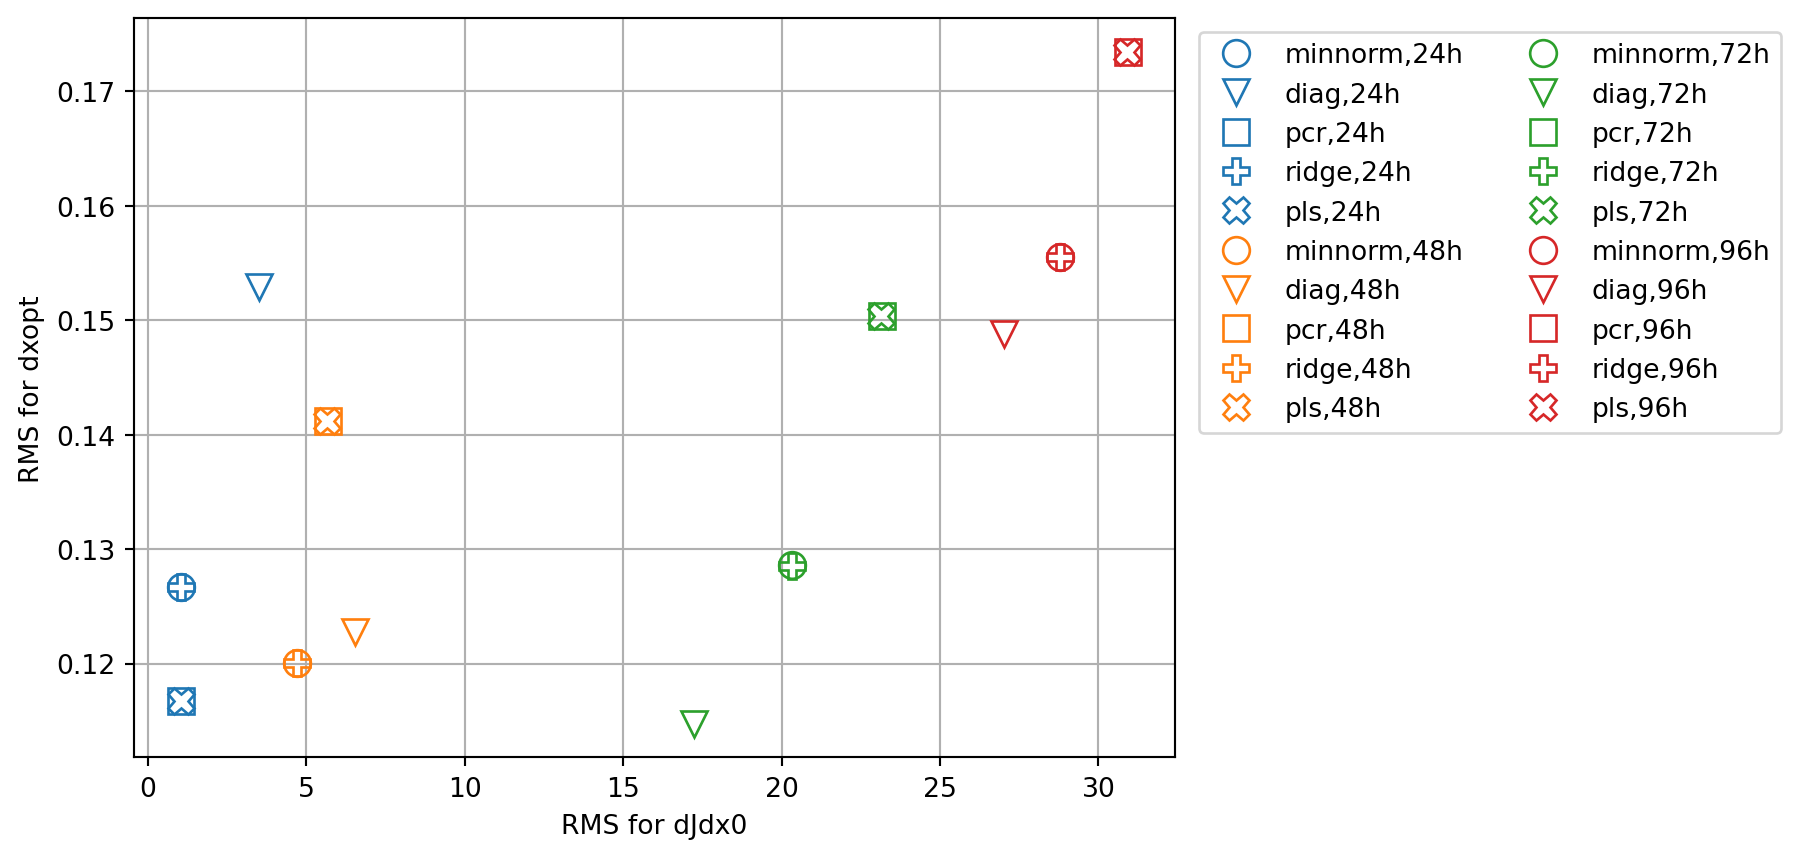 0.17
0.16
0.15
0.14
0.13
0.12
RMS for dxopt
0 5 10 15 20 25 30
RMS for dJdx0
minnorm,24h
diag,24h
pcr,24h
ridge,24h
pls,24h
minnorm,48h
diag,48h
pcr,48h
ridge,48h
pls,48h
minnorm,72h
diag,72h
pcr,72h
ridge,72h
pls,72h
minnorm,96h
diag,96h
pcr,96h
ridge,96h
pls,96h